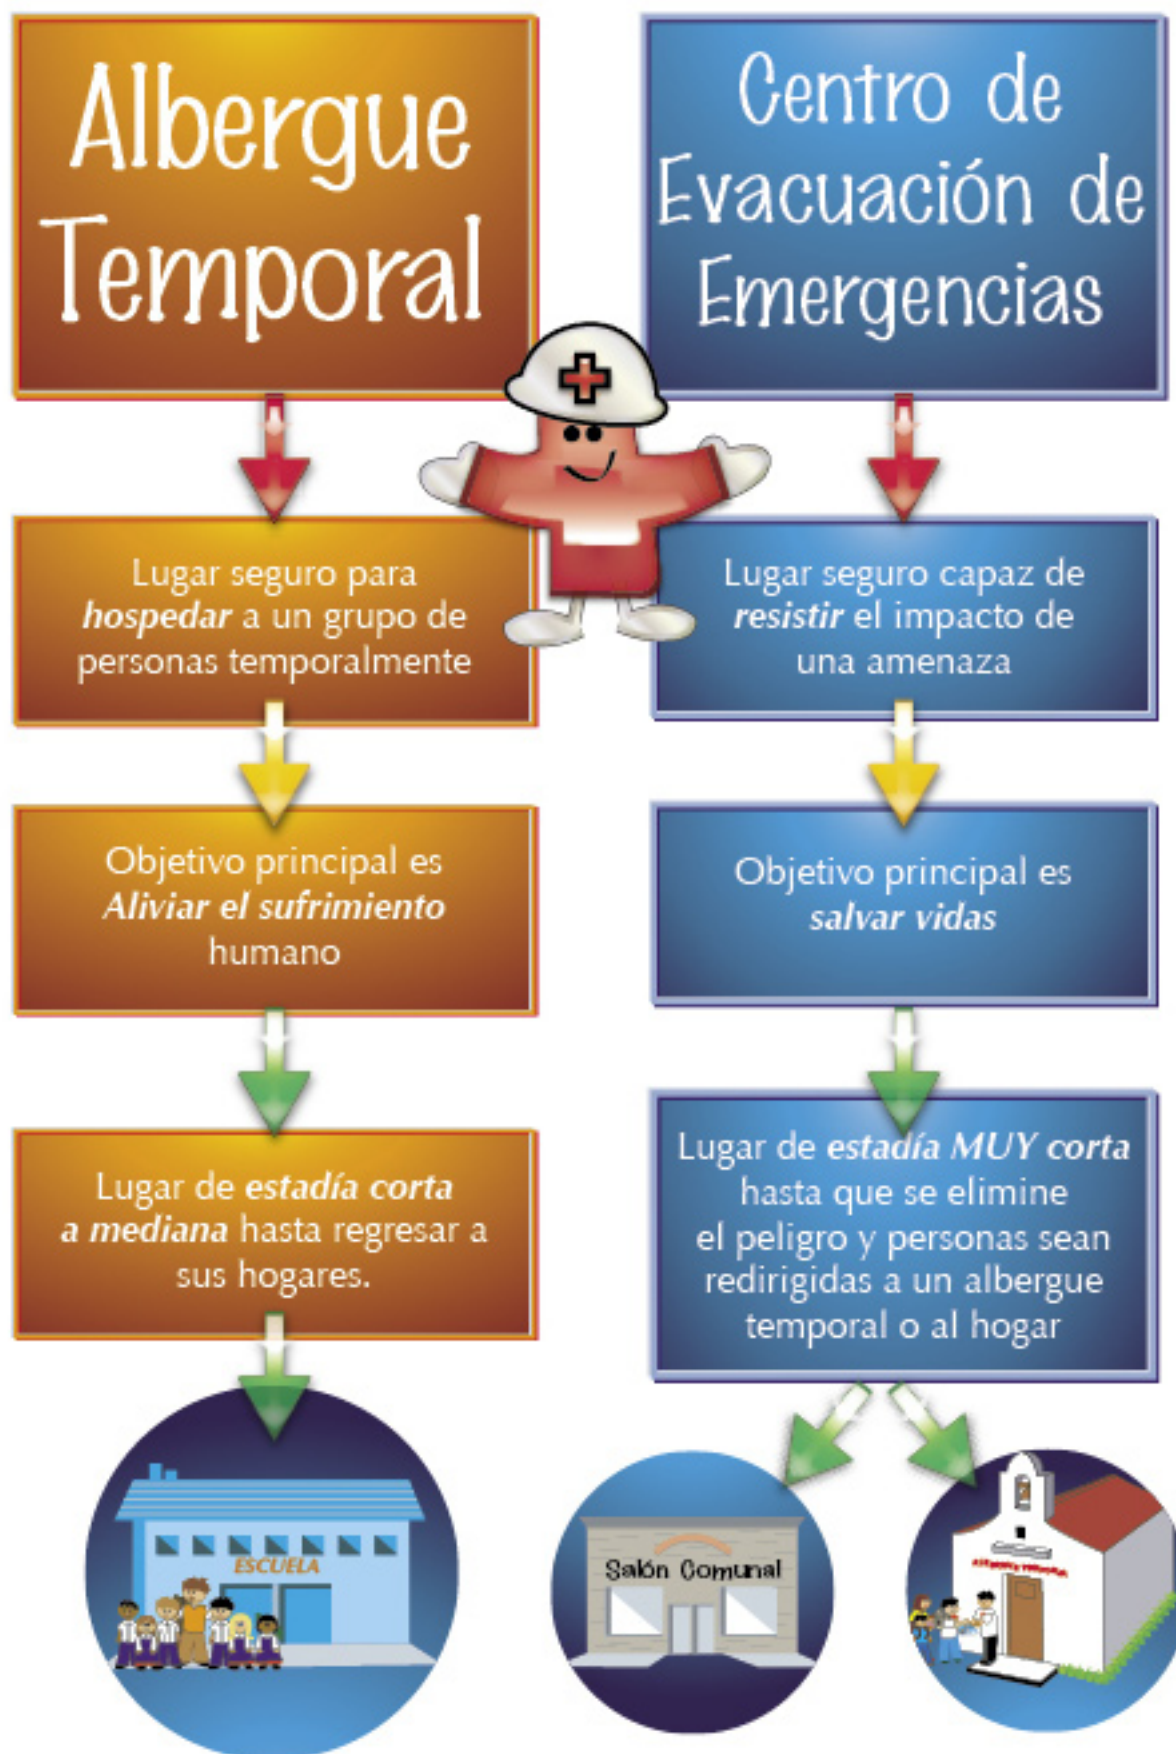 Albergue
Temporal
Lugar seguro para
hospedar a un grupo de
personas temporalmente
Objetivo principal es
Aliviar el sufrimiento
humano
Lugar de estadía corta
a mediana hasta regresar a
sus hogares.
ESCUELA
Centro de
Evacuación de
Emergencias
Lugar seguro capaz de
resistir el impacto de
una amenaza
Objetivo principal es
salvar vidas
Lugar de estadía MUY corta
hasta que se elimine
el peligro y personas sean
redirigidas a un albergue
temporal o al hogar
Salón Comunal